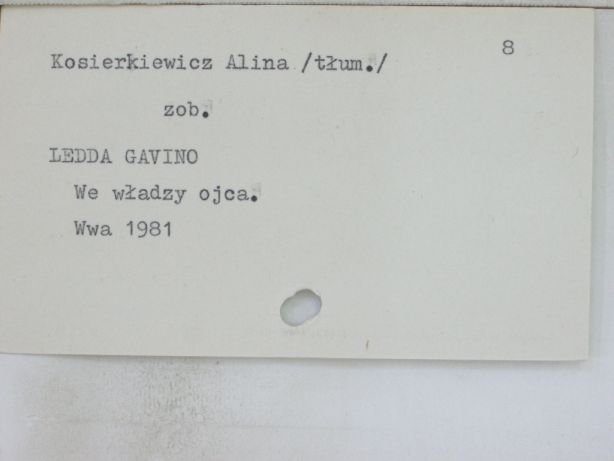 Kosierkiewicz Alina /tłum./ 8
zob.
LEDDA GAVINO
We władzy ojca.
Wwa 1981